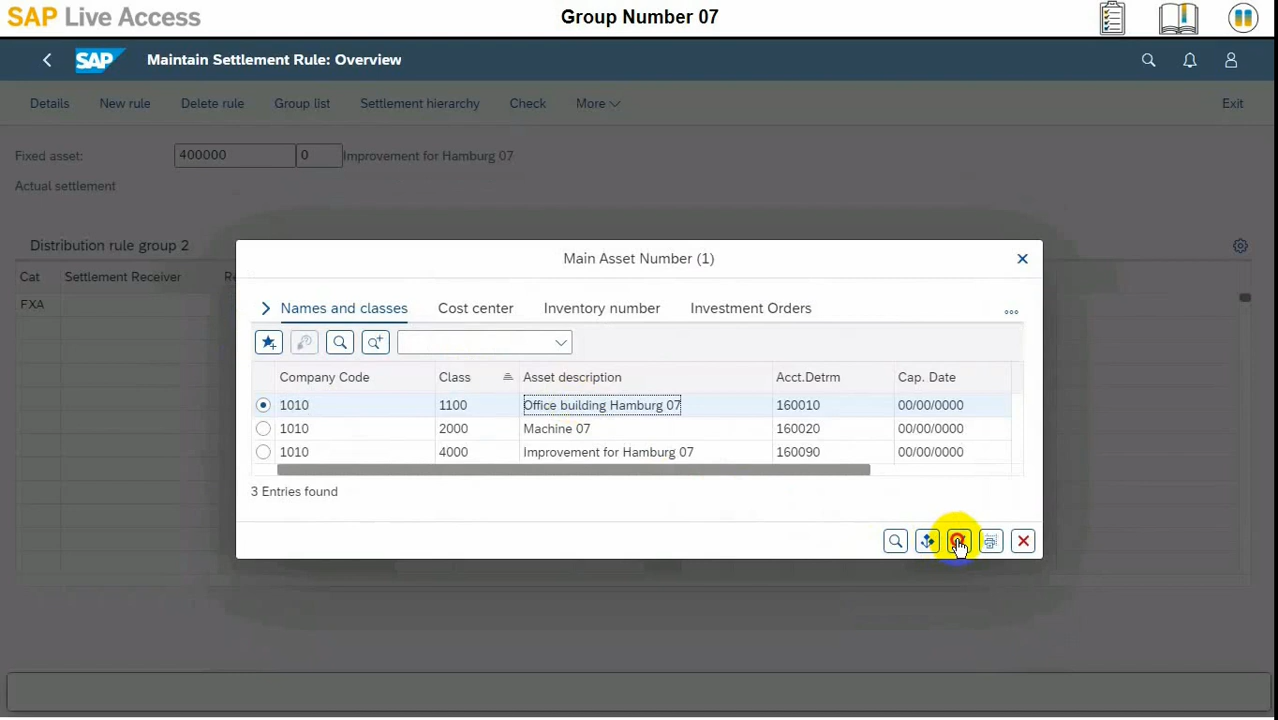 SAP Live Access
Group Number 07
SAP
Maintain Settlement Rule: Overview
Details
New rule
Delete rule
Group list
Settlement hierarchy
Check
More
Exit
Fixed asset:
400000
0
Improvement for Hamburg 07
Actual settlement
Distribution rule group 2
Cat
Settlement Receiver
FXA
Main Asset Number (1)
Names and classes
Cost center
Inventory number
Investment Orders
Company Code
Class
Asset description
Acct.Detrm
Cap. Date
1010
1100
Office building Hamburg 07
160010
00/00/0000
1010
2000
Machine 07
160020
00/00/0000
1010
4000
Improvement for Hamburg 07
160090
00/00/0000
3 Entries found